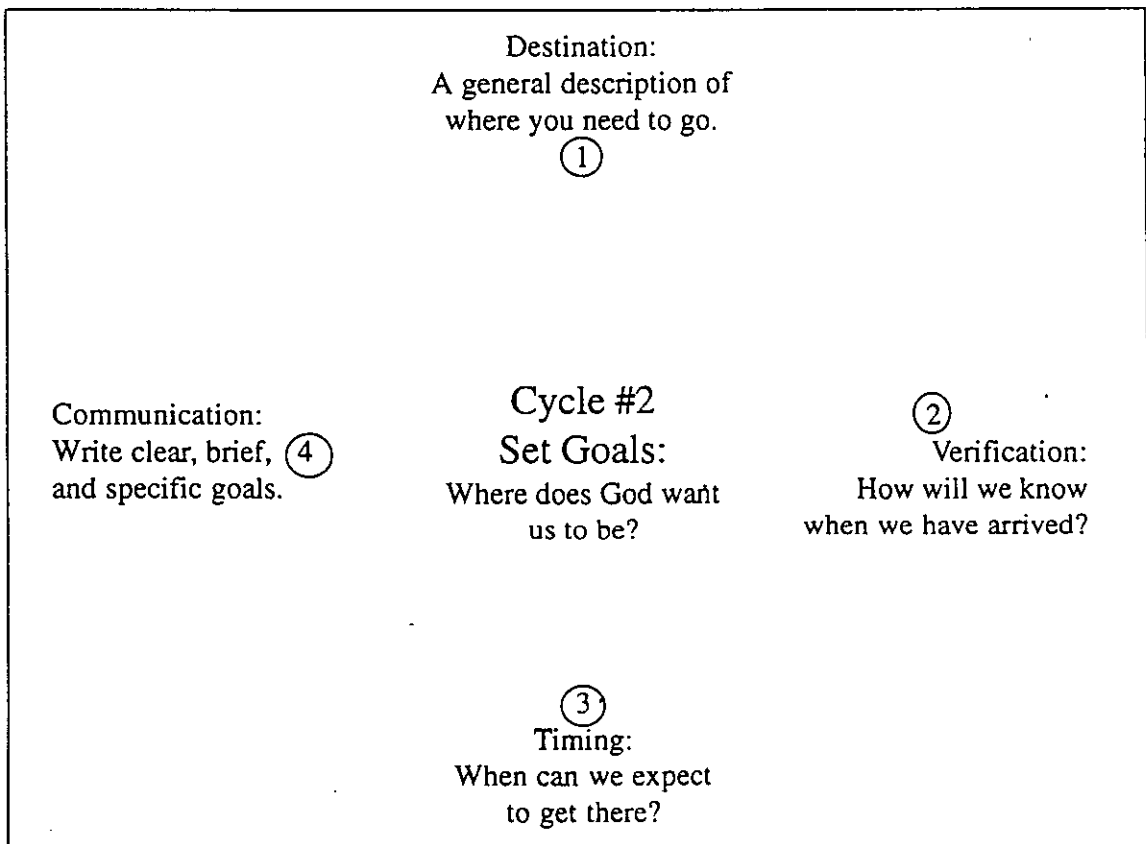 Destination:
A general description of
where you need to go.
1
Cycle #2
Set Goals:
Where does God want
us to be?
2
Verification:
How will we know
when we have arrived?
3
Timing:
When can we expect
to get there?
Communication:
Write clear, brief, 4
and specific goals.